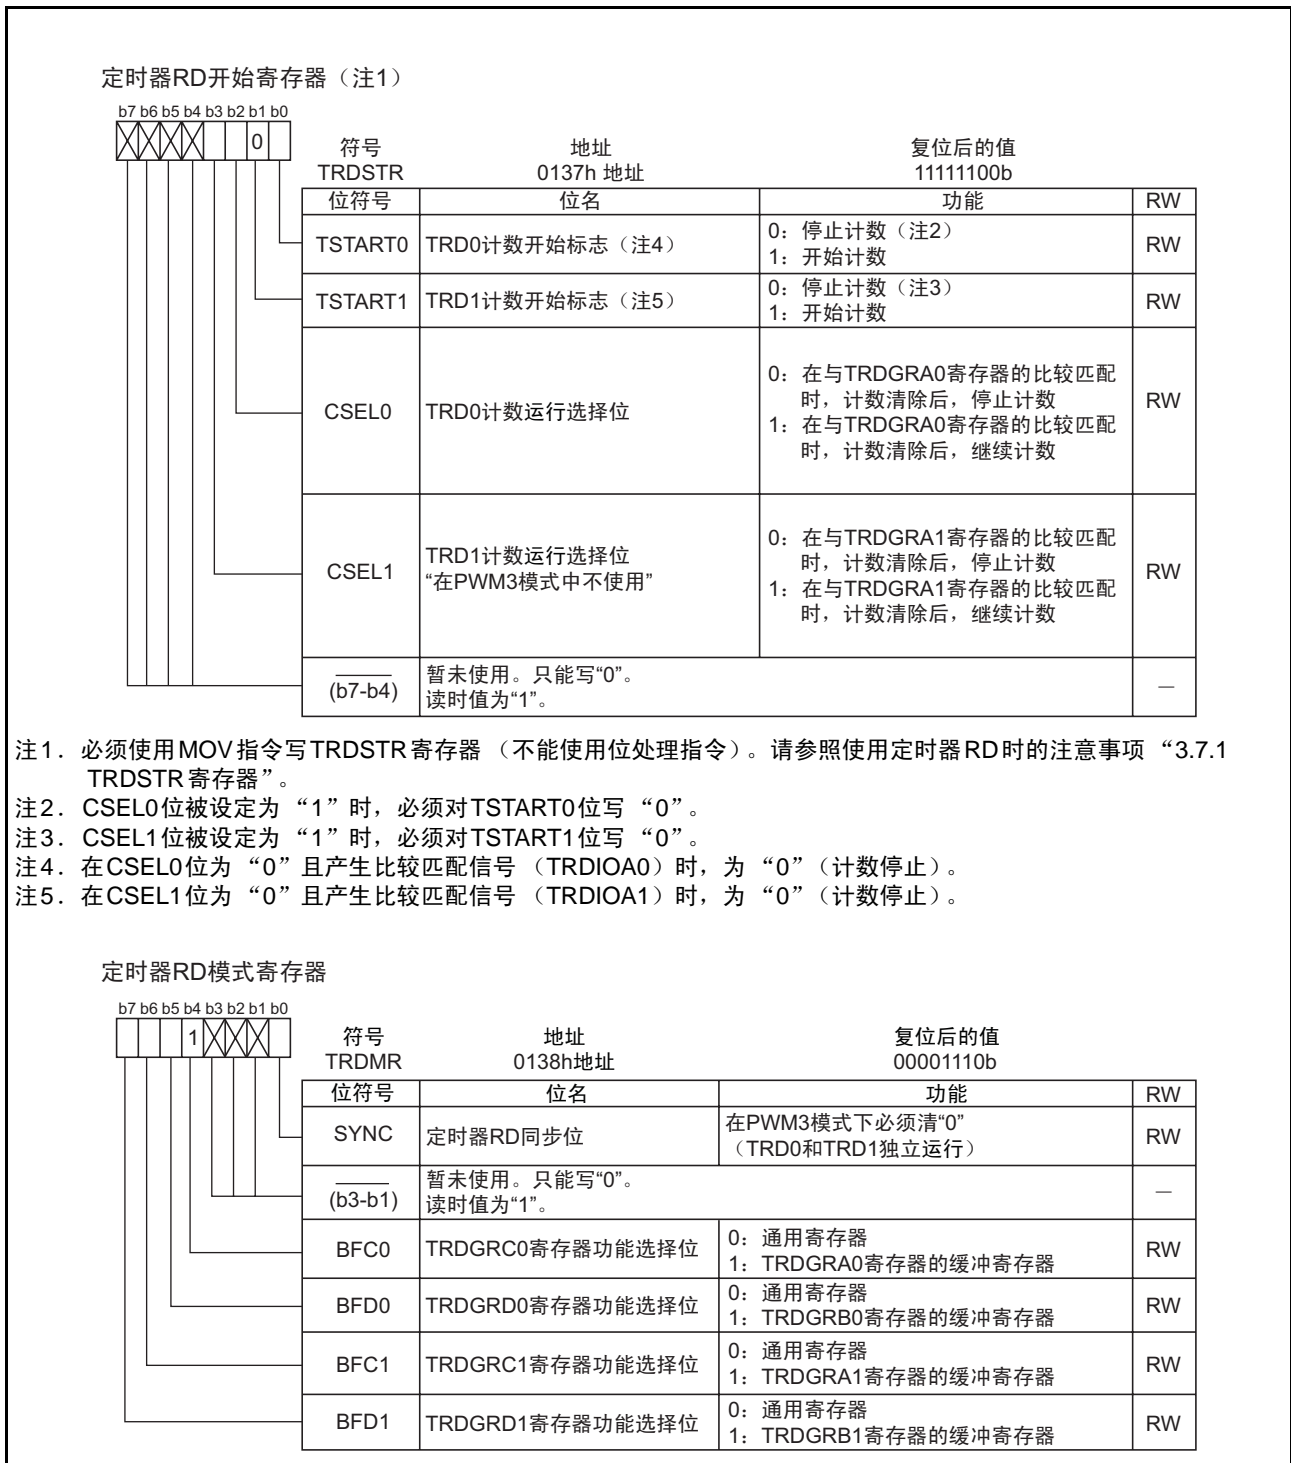 定时器RD开始寄存器（注1）
b7 b6 b5 b4 b3 b2 b1 b0
0
符号 地址 复位后的值
TRDSTR 0137h 地址 11111100b
位符号 位名 功能 RW
TSTART0 TRD0计数开始标志（注4） 0：停止计数（注2） RW
1：开始计数
TSTART1 TRD1计数开始标志（注5） 0：停止计数（注3） RW
1：开始计数
CSEL0 TRD0计数运行选择位 0：在与TRDGRA0寄存器的比较匹配 RW
时，计数清除后，停止计数
1：在与TRDGRA0寄存器的比较匹配
时，计数清除后，继续计数
CSEL1 TRD1计数运行选择位 0：在与TRDGRA1寄存器的比较匹配 RW
“在PWM3模式中不使用” 时，计数清除后，停止计数
1：在与TRDGRA1寄存器的比较匹配
时，计数清除后，继续计数
(b7-b4) 暂未使用。只能写“0”。 —
读时值为“1”。
注1．必须使用MOV指令写TRDSTR寄存器（不能使用位处理指令）。请参照使用定时器RD时的注意事项“3.7.1
TRDSTR寄存器”。
注2．CSEL0位被设定为“1”时，必须对TSTART0位写“0”。
注3．CSEL1位被设定为“1”时，必须对TSTART1位写“0”。
注4．在CSEL0位为“0”且产生比较匹配信号（TRDIOA0）时，为“0”（计数停止）。
注5．在CSEL1位为“0”且产生比较匹配信号（TRDIOA1）时，为“0”（计数停止）。
定时器RD模式寄存器
b7 b6 b5 b4 b3 b2 b1 b0
1
符号 地址 复位后的值
TRDMR 0138h地址 00001110b
位符号 位名 功能 RW
SYNC 定时器RD同步位 在PWM3模式下必须清“0” RW
（TRD0和TRD1独立运行）
(b3-b1) 暂未使用。只能写“0”。 —
读时值为“1”。
BFC0 TRDGRC0寄存器功能选择位 0：通用寄存器 RW
1：TRDGRA0寄存器的缓冲寄存器
BFD0 TRDGRD0寄存器功能选择位 0：通用寄存器 RW
1：TRDGRB0寄存器的缓冲寄存器
BFC1 TRDGRC1寄存器功能选择位 0：通用寄存器 RW
1：TRDGRA1寄存器的缓冲寄存器
BFD1 TRDGRD1寄存器功能选择位 0：通用寄存器 RW
1：TRDGRB1寄存器的缓冲寄存器